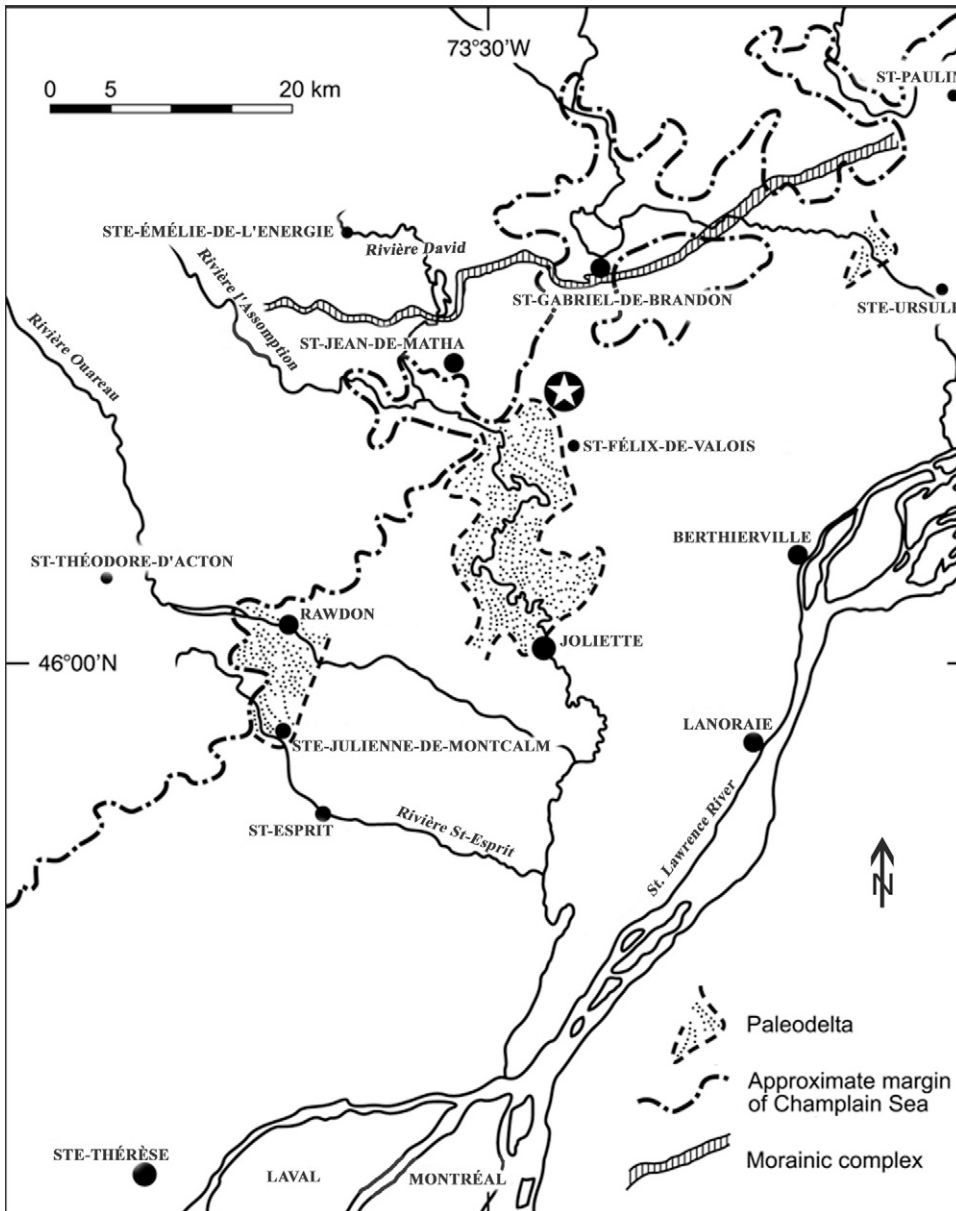 73°30'W
0 5 20 km
ST-PAULIN
STE-ÉMÉLIE-DE-L'ENERGIE
Rivière David
Rivière l'Assomption
ST-GABRIEL-DE-BRANDON
STE-URSULE
Rivière Ouareau
ST-JEAN-DE-MATHA
ST-FÉLIX-DE-VALOIS
BERTHIERVILLE
ST-THÉODORE-D'ACTON
RAWDON
JOLIETTE
46°00'N
LANORAIE
STE-JULIENNE-DE-MONTCALM
ST-ESPRIT
Rivière St-Esprit
St. Lawrence River
N
Paleodelta
Approximate margin
of Champlain Sea
Morainic complex
STE-THÉRÈSE
LAVAL
MONTRÉAL